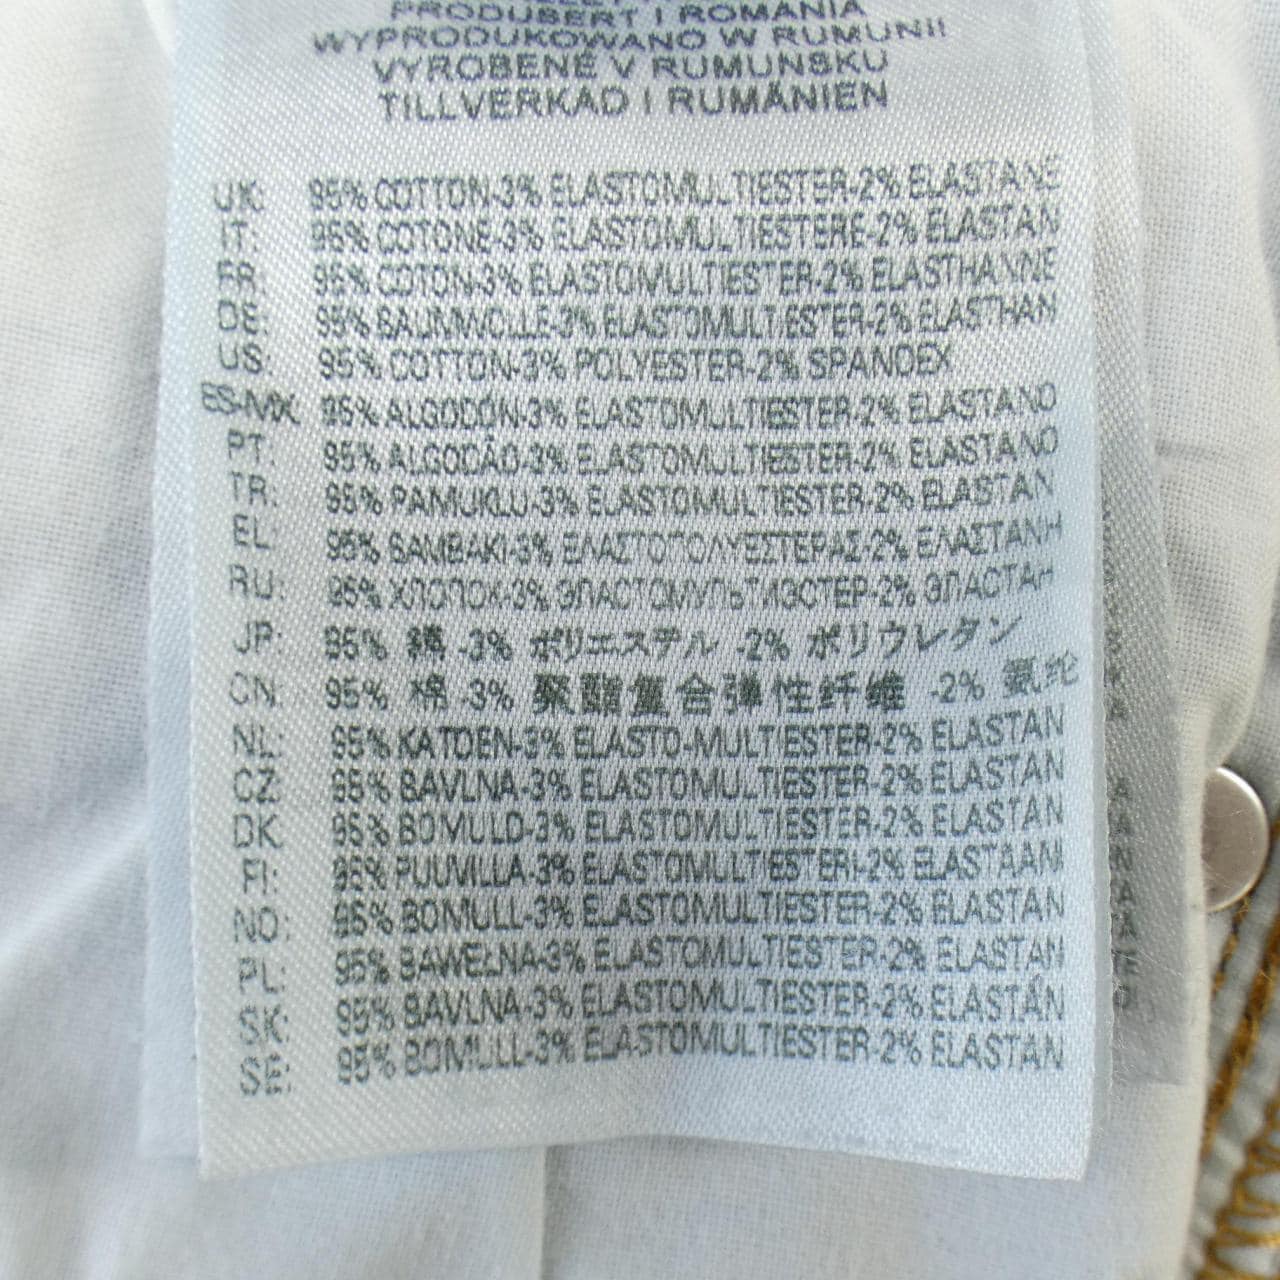 PRODUSERT I ROMANIA
WYPRODUKOWANO W RUMUNII
VYROBENÉ V RUMUNSKU
TILLVERKAD I RUMÄNIEN
UK: 95% COTTON-3% ELASTOMULTIESTER-2% ELASTANE
IT: 95% COTONE-3% ELASTOMULTIESTERE-2% ELASTAN
FR: 95% COTON-3% ELASTOMULTIESTER-2% ELASTHANNE
DE: 95% BAUMWOLLE-3% ELASTOMULTIESTER-2% ELASTHAN
US: 95% COTTON-3% POLYESTER-2% SPANDEX
ES-MX 95% ALGODÓN-3% ELASTOMULTIESTER-2% ELASTANO
PT: 95% ALGODÃO-3% ELASTOMULTIESTER-2% ELASTANO
TR: 95% PAMUKLU-3% ELASTOMULTIESTER-2% ELASTAN
EL: 95% ΒΑΜΒΑΚΙ-3% ΕΛΑΣΤΟΠΟΛΥΕΣΤΕΡΑΣ-2% ΕΛΑΣΤΑΝΗ
RU: 95% ХЛОПОК-3% ЭЛАСТОМУЛЬТИЭСТЕР-2% ЭЛАСТАН
JP: 95% 綿 -3% ポリエステル -2% ポリウレタン
CN: 95% 棉 -3% 聚酯复合弹性纤维 -2% 氨纶
NL: 95% KATOEN-3% ELASTO-MULTIESTER-2% ELASTAN
CZ: 95% BAVLNA-3% ELASTOMULTIESTER-2% ELASTAN
DK: 95% BOMULD-3% ELASTOMULTIESTER-2% ELASTAN
FI: 95% PUUVILLA-3% ELASTOMULTIESTERI-2% ELASTAANI
NO: 95% BOMULL-3% ELASTOMULTIESTER-2% ELASTAN
PL: 95% BAWEŁNA-3% ELASTOMULTIESTER-2% ELASTAN
SK: 95% BAVLNA-3% ELASTOMULTIESTER-2% ELASTÁN
SE: 95% BOMULL-3% ELASTOMULTIESTER-2% ELASTAN